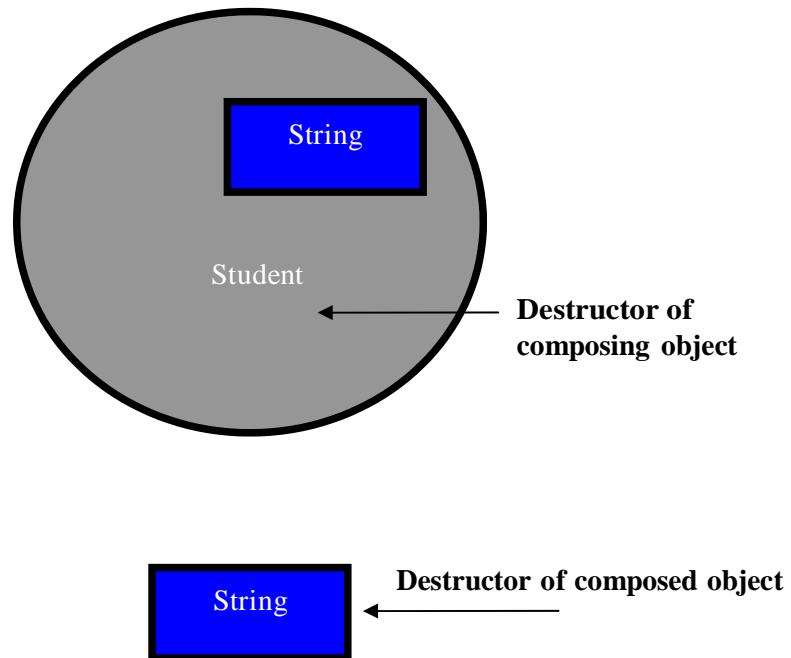 String
Student
Destructor of
composing object
Destructor of composed object
String